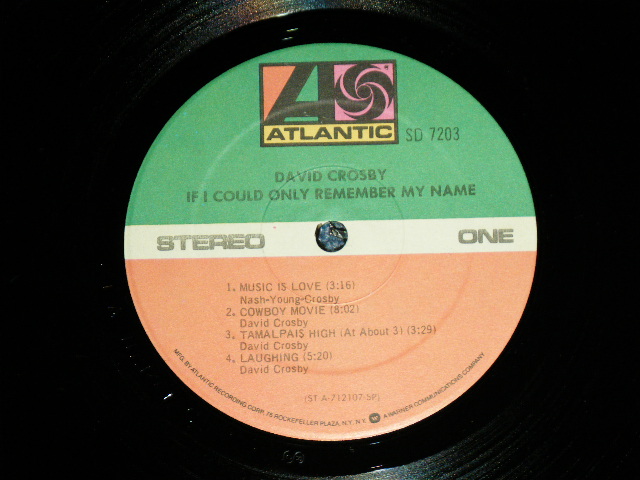 ATLANTIC
SD 7203
DAVID CROSBY
IF I COULD ONLY REMEMBER MY NAME
STEREO
ONE
1. MUSIC IS LOVE (3:16)
Nash-Young-Crosby
2. COWBOY MOVIE (8:02)
David Crosby
3. TAMALPAIS HIGH (At About 3) (3:29)
David Crosby
4. LAUGHING (5:20)
David Crosby
(ST A-712107-SP)
MFG. BY ATLANTIC RECORDING CORP. 75 ROCKEFELLER PLAZA, N.Y. N.Y. A WARNER COMMUNICATIONS COMPANY